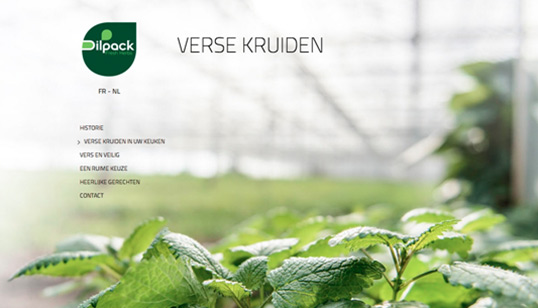 Dilpack
VERSE KRUIDEN
FR - NL
HISTORIE
VERSE KRUIDEN IN UW KEUKEN
VERS EN VEILIG
EEN RUIME KEUZE
HEERLIJKE GERECHTEN
CONTACT